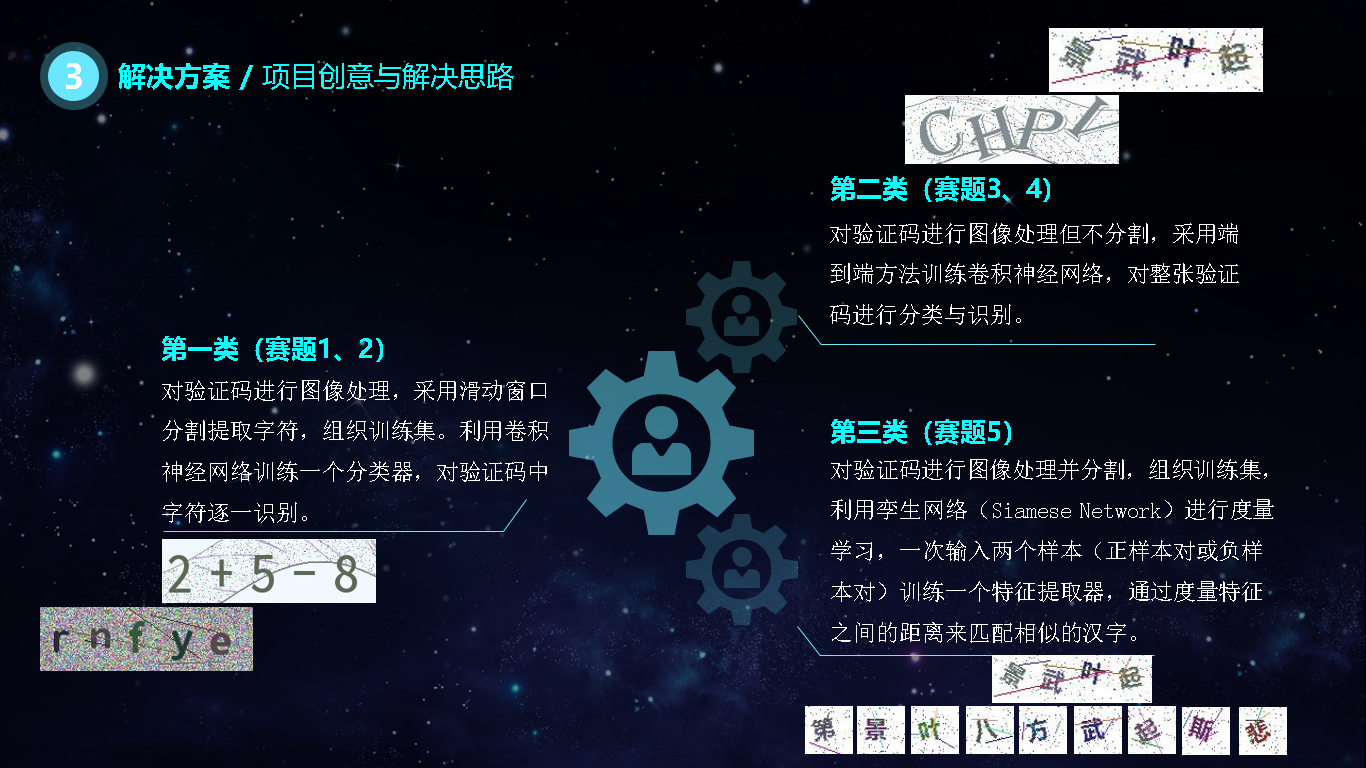 3
解决方案 / 项目创意与解决思路
景武叶起
CHPV
第二类（赛题3、4）
对验证码进行图像处理但不分割，采用端
到端方法训练卷积神经网络，对整张验证
码进行分类与识别。
第一类（赛题1、2）
对验证码进行图像处理，采用滑动窗口
分割提取字符，组织训练集。利用卷积
神经网络训练一个分类器，对验证码中
字符逐一识别。
2+5-8
rnfye
第三类（赛题5）
对验证码进行图像处理并分割，组织训练集，
利用孪生网络（Siamese Network）进行度量
学习，一次输入两个样本（正样本对或负样
本对）训练一个特征提取器，通过度量特征
之间的距离来匹配相似的汉字。
景武叶起
第景叶八方武起斯悲